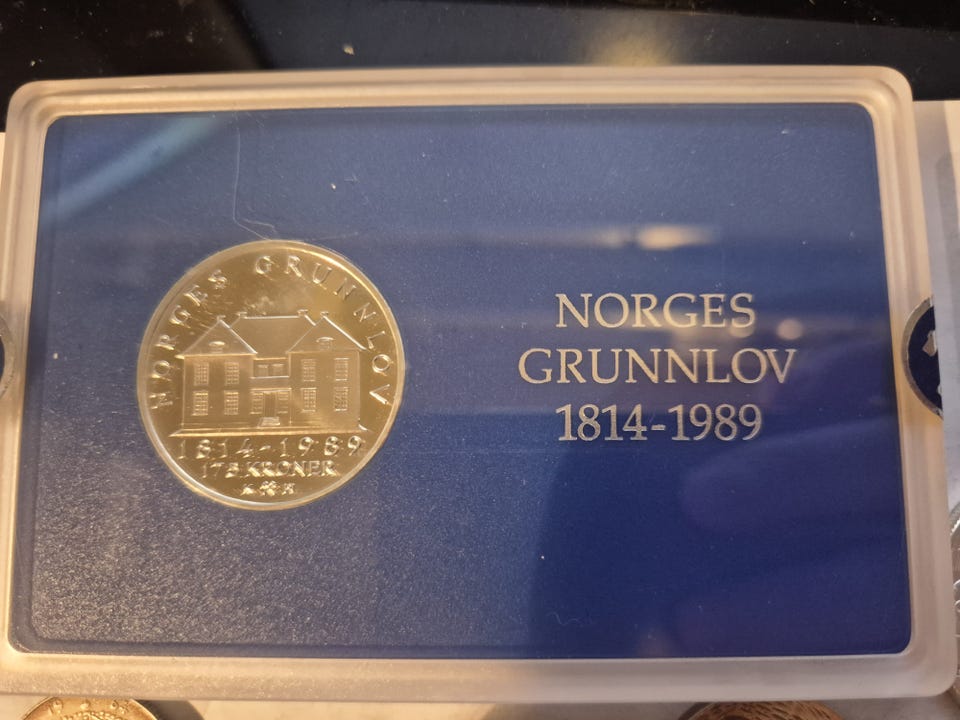 NORGES GRUNNLOV
1814-1989
175 KRONER
K H
NORGES
GRUNNLOV
1814-1989